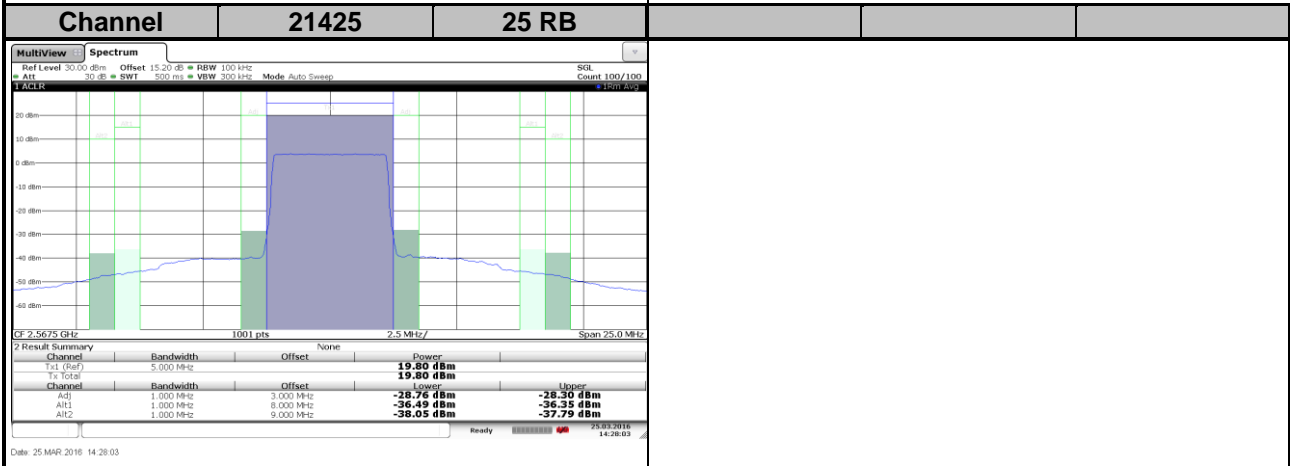 Channel 21425 25 RB
MultiView Spectrum
Ref Level 30.00 dBm Offset 15.20 dB RBW 100 kHz SGL
Att 30 dB SWT 500 ms VBW 300 kHz Mode Auto Sweep Count 100/100
1 ACLR 1Rm Avg
20 dBm
10 dBm
0 dBm
-10 dBm
-20 dBm
-30 dBm
-40 dBm
-50 dBm
-60 dBm
CF 2.5675 GHz 1001 pts 2.5 MHz/ Span 25.0 MHz
2 Result Summary None
Channel Bandwidth Offset Power
Tx1 (Ref) 5.000 MHz 19.80 dBm
Tx Total 19.80 dBm
Channel Bandwidth Offset Lower Upper
Adj 1.000 MHz 3.000 MHz -28.76 dBm -28.30 dBm
Alt1 1.000 MHz 8.000 MHz -36.49 dBm -36.35 dBm
Alt2 1.000 MHz 9.000 MHz -38.05 dBm -37.79 dBm
Ready 25.03.2016
14:28:03
Date: 25.MAR.2016 14:28:03